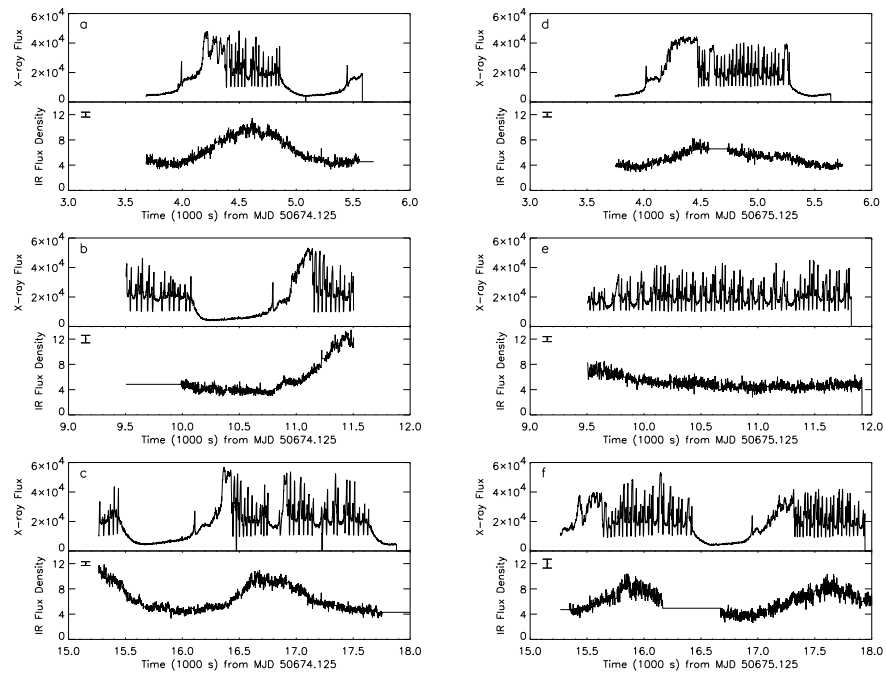 a
X-ray Flux
6×10⁴
4×10⁴
2×10⁴
0
IR Flux Density
12
8
4
0
3.0 3.5 4.0 4.5 5.0 5.5 6.0
Time (1000 s) from MJD 50674.125
d
X-ray Flux
6×10⁴
4×10⁴
2×10⁴
0
IR Flux Density
12
8
4
0
3.0 3.5 4.0 4.5 5.0 5.5 6.0
Time (1000 s) from MJD 50675.125
b
X-ray Flux
6×10⁴
4×10⁴
2×10⁴
0
IR Flux Density
12
8
4
0
9.0 9.5 10.0 10.5 11.0 11.5 12.0
Time (1000 s) from MJD 50674.125
e
X-ray Flux
6×10⁴
4×10⁴
2×10⁴
0
IR Flux Density
12
8
4
0
9.0 9.5 10.0 10.5 11.0 11.5 12.0
Time (1000 s) from MJD 50675.125
c
X-ray Flux
6×10⁴
4×10⁴
2×10⁴
0
IR Flux Density
12
8
4
0
15.0 15.5 16.0 16.5 17.0 17.5 18.0
Time (1000 s) from MJD 50674.125
f
X-ray Flux
6×10⁴
4×10⁴
2×10⁴
0
IR Flux Density
12
8
4
0
15.0 15.5 16.0 16.5 17.0 17.5 18.0
Time (1000 s) from MJD 50675.125